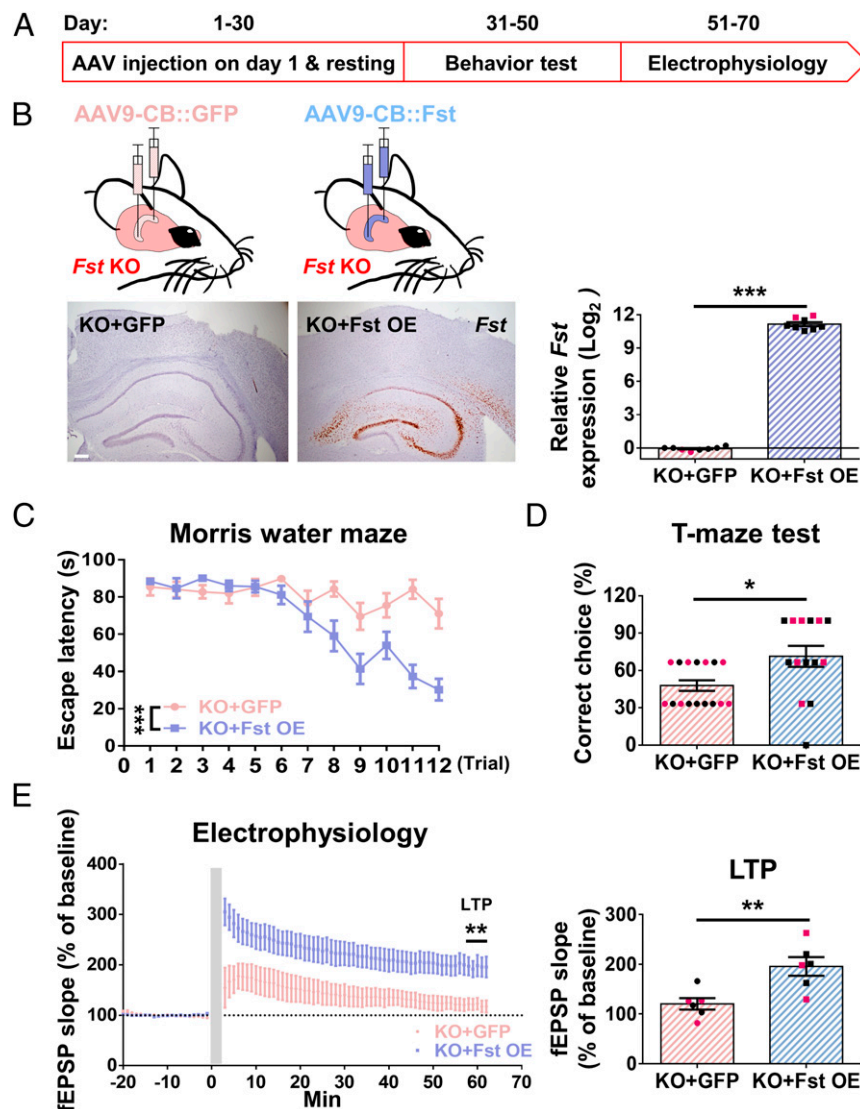 A
Day: 1-30 31-50 51-70
AAV injection on day 1 & resting Behavior test Electrophysiology
B
AAV9-CB::GFP AAV9-CB::Fst
Fst KO Fst KO
KO+GFP KO+Fst OE Fst
Relative Fst
expression (Log2)
***
12
9
6
3
0
KO+GFP KO+Fst OE
C
Morris water maze
Escape latency (s)
100
80
60
40
20
0
KO+GFP
*** KO+Fst OE
0 1 2 3 4 5 6 7 8 9 10 11 12 (Trial)
D
T-maze test
Correct choice (%)
*
120
90
60
30
0
KO+GFP KO+Fst OE
E
Electrophysiology
fEPSP slope (% of baseline)
400
300
200
100
0
LTP
**
KO+GFP
KO+Fst OE
-20 -10 0 10 20 30 40 50 60 70
Min
LTP
fEPSP slope
(% of baseline)
**
300
200
100
0
KO+GFP KO+Fst OE